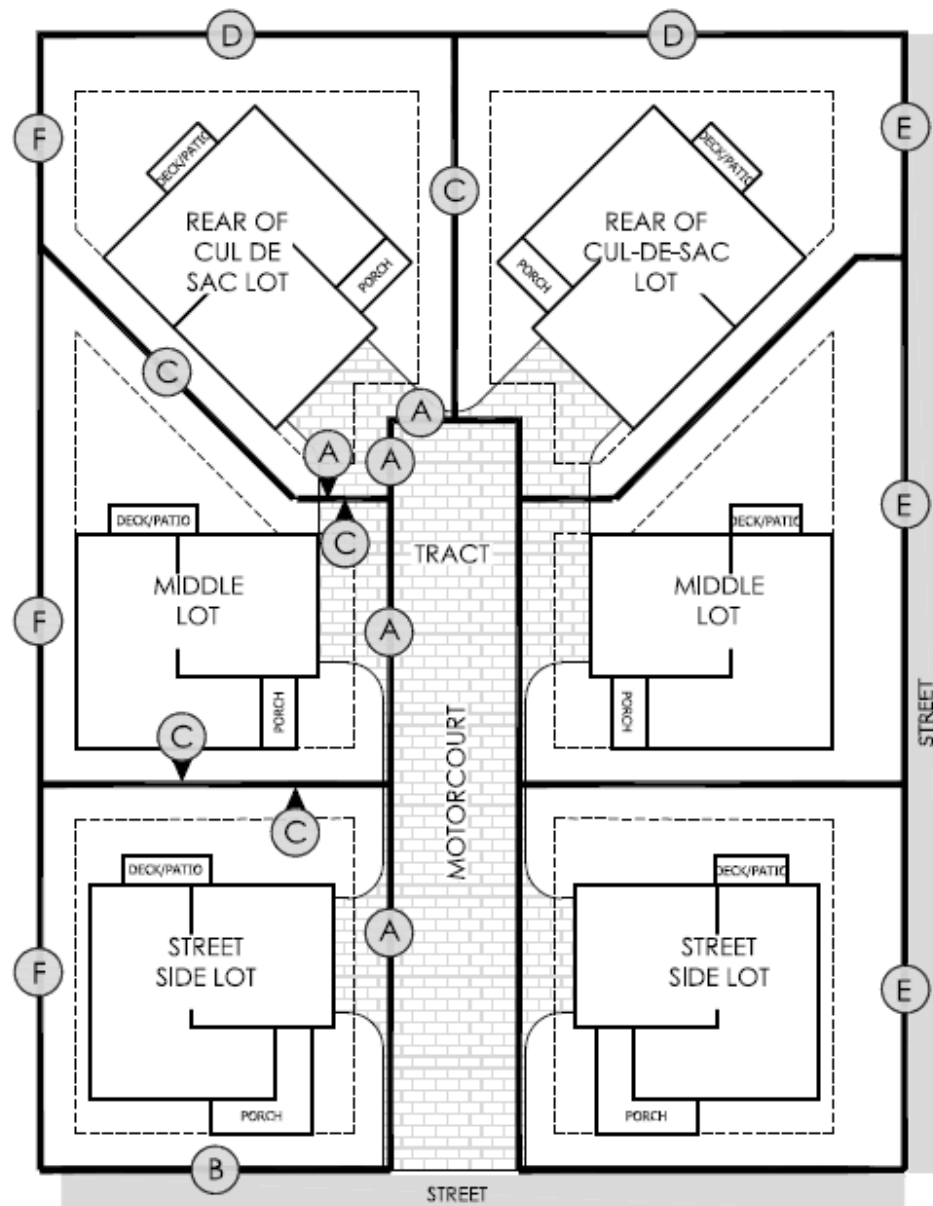 D
D
F
E
DECK/PATIO
DECK/PATIO
C
REAR OF
CUL DE
SAC LOT
REAR OF
CUL-DE-SAC
LOT
PORCH
PORCH
C
A
A
A
C
E
DECK/PATIO
DECK/PATIO
TRACT
MIDDLE
LOT
MIDDLE
LOT
F
A
PORCH
PORCH
STREET
C
MOTORCOURT
C
DECK/PATIO
DECK/PATIO
STREET
SIDE LOT
STREET
SIDE LOT
A
F
E
PORCH
PORCH
B
STREET